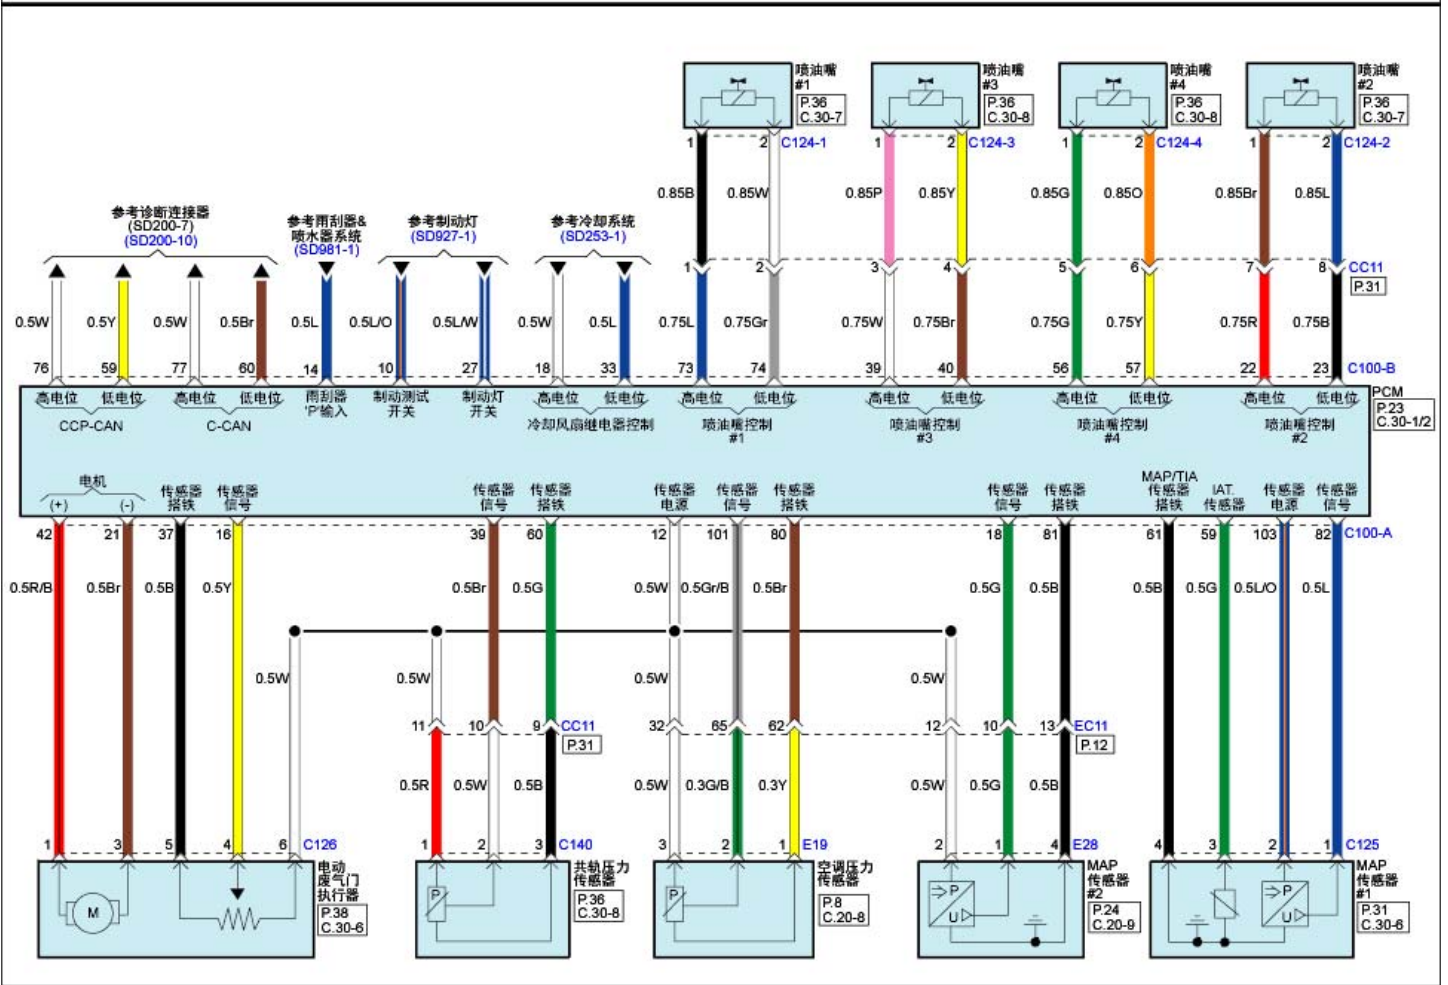 喷油嘴
#1
P.36
C.30-7
喷油嘴
#3
P.36
C.30-8
喷油嘴
#4
P.36
C.30-8
喷油嘴
#2
P.36
C.30-7
1 2 C124-1 1 2 C124-3 1 2 C124-4 1 2 C124-2
0.85B 0.85W 0.85P 0.85Y 0.85G 0.85O 0.85Br 0.85L
参考诊断连接器
(SD200-7)
(SD200-10)
参考雨刮器&
喷水器系统
(SD981-1)
参考制动灯
(SD927-1)
参考冷却系统
(SD253-1)
1 2 3 4 5 6 7 8 CC11
P.31
0.5W 0.5Y 0.5W 0.5Br 0.5L 0.5L/O 0.5L/W 0.5W 0.5L 0.75L 0.75Gr 0.75W 0.75Br 0.75G 0.75Y 0.75R 0.75B
76 59 77 60 14 10 27 18 33 73 74 39 40 56 57 22 23 C100-B
PCM
P.23
C.30-1/2
高电位 低电位
CCP-CAN
高电位 低电位
C-CAN
雨刮器
'P'输入
制动测试
开关
制动灯
开关
高电位 低电位
冷却风扇继电器控制
高电位 低电位
喷油嘴控制
#1
高电位 低电位
喷油嘴控制
#3
高电位 低电位
喷油嘴控制
#4
高电位 低电位
喷油嘴控制
#2
电机
(+) (-)
传感器
搭铁
传感器
信号
传感器
信号
传感器
搭铁
传感器
电源
传感器
信号
传感器
搭铁
传感器
信号
传感器
搭铁
MAP/TIA
传感器
搭铁
IAT.
传感器
传感器
电源
传感器
信号
42 21 37 16 39 60 12 101 80 18 81 61 59 103 82 C100-A
0.5R/B 0.5Br 0.5B 0.5Y 0.5Br 0.5G 0.5W 0.5Gr/B 0.5Br 0.5G 0.5B 0.5B 0.5G 0.5L/O 0.5L
0.5W 0.5W 0.5W 0.5W
11 10 9 CC11 32 65 62 12 10 13 EC11
P.31
P.12
0.5R 0.5W 0.5B 0.5W 0.3G/B 0.3Y 0.5W 0.5G 0.5B
1 3 5 4 6 C126 1 2 3 C140 3 2 1 E19 2 1 4 E28 4 3 2 1 C125
M
电动
废气门
执行器
P.38
C.30-6
P
共轨压力
传感器
P.36
C.30-8
P
空调压力
传感器
P.8
C.20-8
P
U
MAP
传感器
#2
P.24
C.20-9
P
U
MAP
传感器
#1
P.31
C.30-6